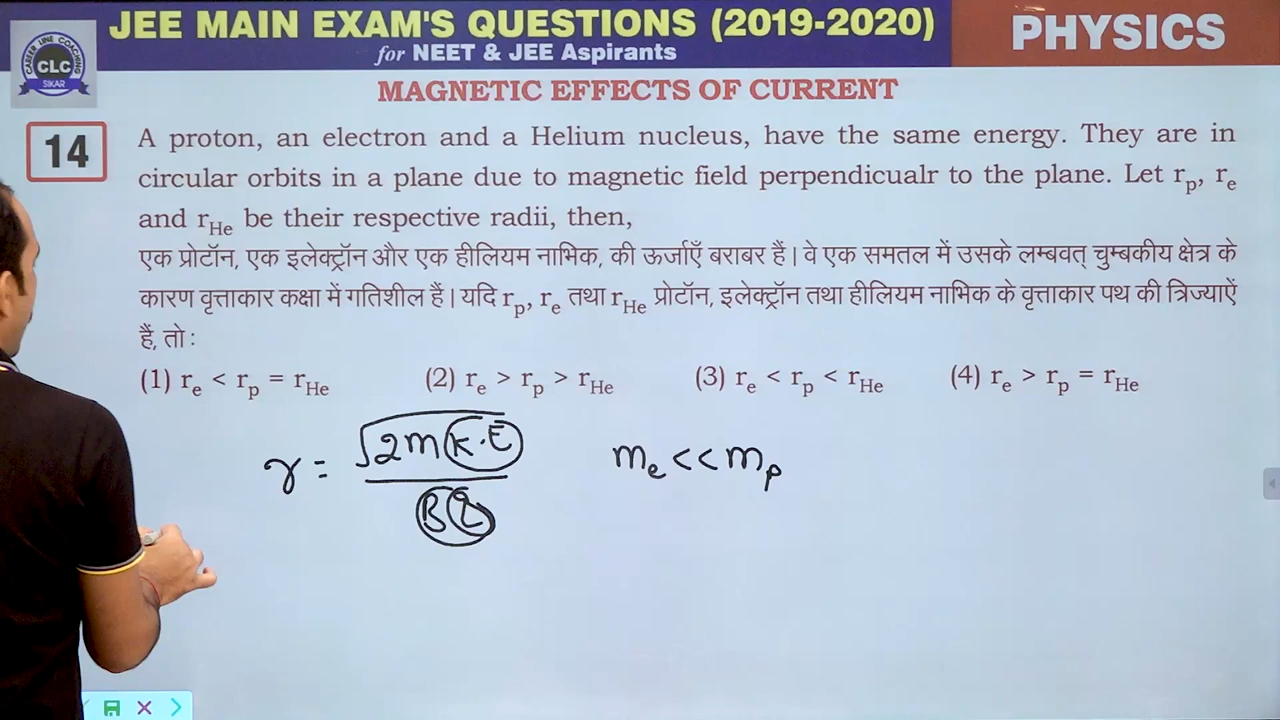 JEE MAIN EXAM'S QUESTIONS (2019-2020)
for NEET & JEE Aspirants
PHYSICS
CAREER LINE COACHING
CLC
SIKAR
MAGNETIC EFFECTS OF CURRENT
14
A proton, an electron and a Helium nucleus, have the same energy. They are in
circular orbits in a plane due to magnetic field perpendicualr to the plane. Let rp, re
and rHe be their respective radii, then,
एक प्रोटॉन, एक इलेक्ट्रॉन और एक हीलियम नाभिक, की ऊर्जाएँ बराबर हैं। वे एक समतल में उसके लम्बवत् चुम्बकीय क्षेत्र के
कारण वृत्ताकार कक्षा में गतिशील हैं। यदि rp, re तथा rHe प्रोटॉन, इलेक्ट्रॉन तथा हीलियम नाभिक के वृत्ताकार पथ की त्रिज्याएें
हैं, तो :
(1) re < rp = rHe (2) re > rp > rHe (3) re < rp < rHe (4) re > rp = rHe
r = √2m K.E me << mp
Bq